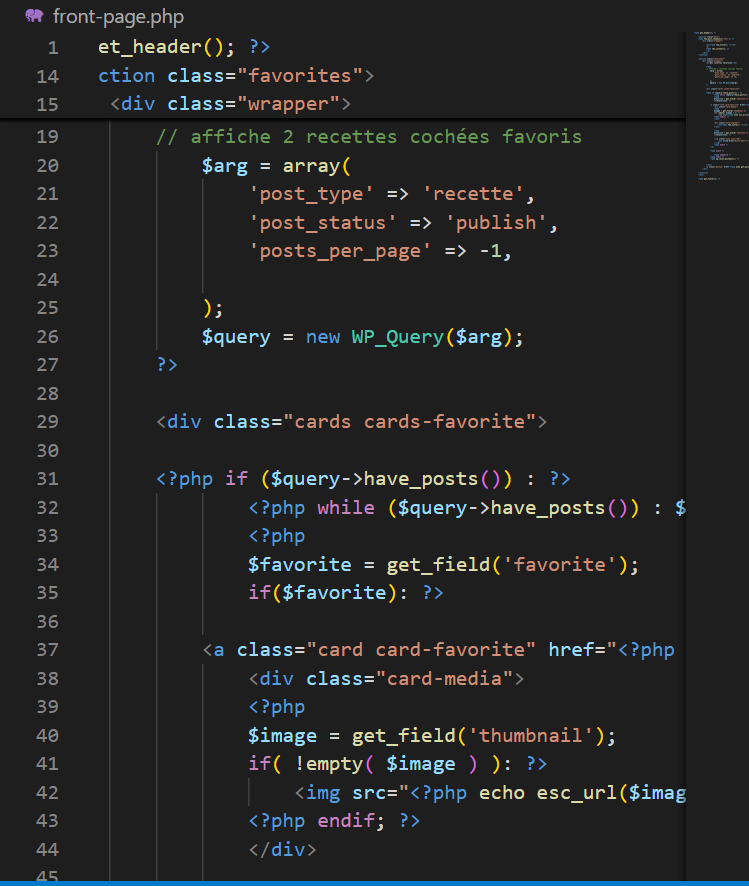 front-page.php
1 et_header(); ?>
14 ction class="favorites">
15 <div class="wrapper">
19 // affiche 2 recettes cochées favoris
20 $arg = array(
21 'post_type' => 'recette',
22 'post_status' => 'publish',
23 'posts_per_page' => -1,
24
25 );
26 $query = new WP_Query($arg);
27 ?>
28
29 <div class="cards cards-favorite">
30
31 <?php if ($query->have_posts()) : ?>
32 <?php while ($query->have_posts()) : $
33 <?php
34 $favorite = get_field('favorite');
35 if($favorite): ?>
36
37 <a class="card card-favorite" href="<?php
38 <div class="card-media">
39 <?php
40 $image = get_field('thumbnail');
41 if( !empty( $image ) ): ?>
42 <img src="<?php echo esc_url($imag
43 <?php endif; ?>
44 </div>
45